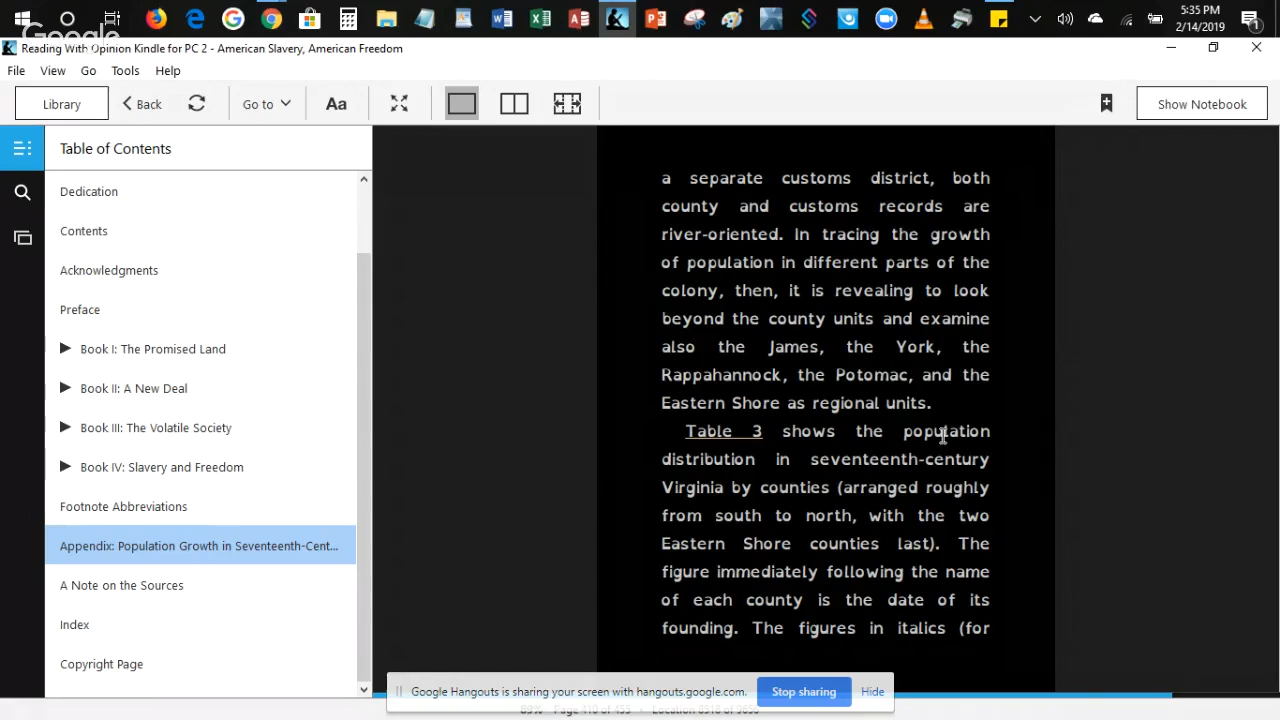 5:35 PM
2/14/2019
Google
Reading With Opinion Kindle for PC 2 - American Slavery, American Freedom
File View Go Tools Help
Library Back Go to Aa Show Notebook
Table of Contents
Dedication
Contents
Acknowledgments
Preface
Book I: The Promised Land
Book II: A New Deal
Book III: The Volatile Society
Book IV: Slavery and Freedom
Footnote Abbreviations
Appendix: Population Growth in Seventeenth-Cent...
A Note on the Sources
Index
Copyright Page
a separate customs district, both
county and customs records are
river-oriented. In tracing the growth
of population in different parts of the
colony, then, it is revealing to look
beyond the county units and examine
also the James, the York, the
Rappahannock, the Potomac, and the
Eastern Shore as regional units.
Table 3 shows the population
distribution in seventeenth-century
Virginia by counties (arranged roughly
from south to north, with the two
Eastern Shore counties last). The
figure immediately following the name
of each county is the date of its
founding. The figures in italics (for
Google Hangouts is sharing your screen with hangouts.google.com. Stop sharing Hide
Page of Location of